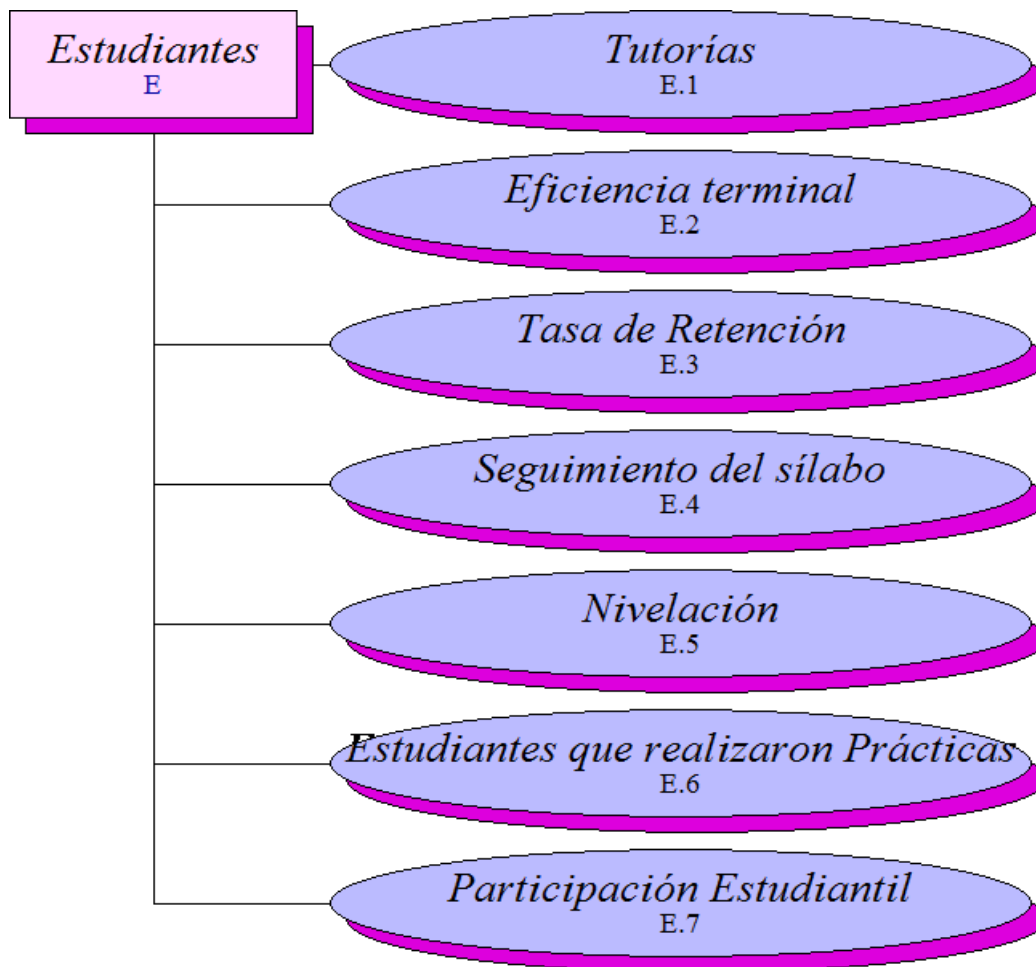 Estudiantes
E
Tutorías
E.1
Eficiencia terminal
E.2
Tasa de Retención
E.3
Seguimiento del sílabo
E.4
Nivelación
E.5
Estudiantes que realizaron Prácticas
E.6
Participación Estudiantil
E.7